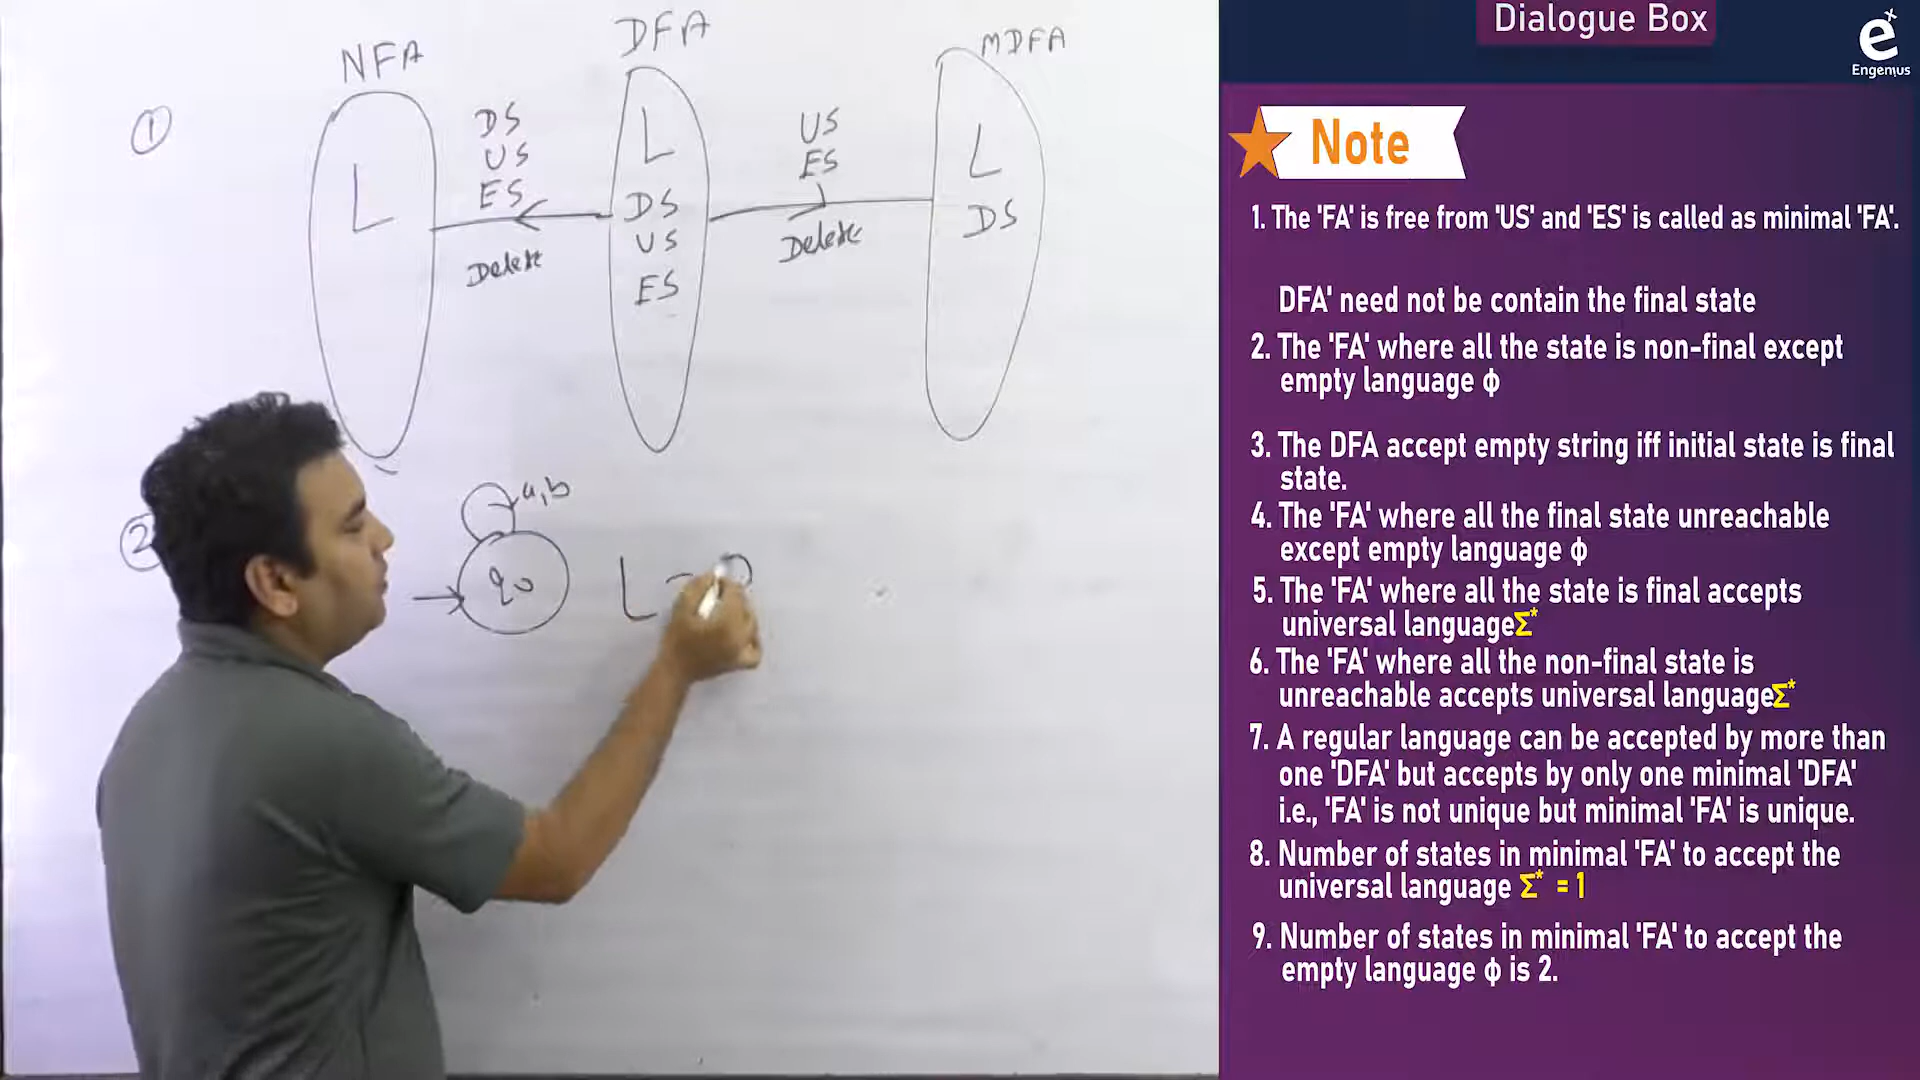 NFA
DFA
MDFA
①
DS
US
ES
Delete
L
L
DS
US
ES
US
ES
Delete
L
DS
②
a,b
q0
L =
Dialogue Box
e^x
Engenius
Note
1. The 'FA' is free from 'US' and 'ES' is called as minimal 'FA'.
DFA' need not be contain the final state
2. The 'FA' where all the state is non-final except
empty language ϕ
3. The DFA accept empty string iff initial state is final
state.
4. The 'FA' where all the final state unreachable
except empty language ϕ
5. The 'FA' where all the state is final accepts
universal languageΣ*
6. The 'FA' where all the non-final state is
unreachable accepts universal languageΣ*
7. A regular language can be accepted by more than
one 'DFA' but accepts by only one minimal 'DFA'
i.e., 'FA' is not unique but minimal 'FA' is unique.
8. Number of states in minimal 'FA' to accept the
universal language Σ* = 1
9. Number of states in minimal 'FA' to accept the
empty language ϕ is 2.